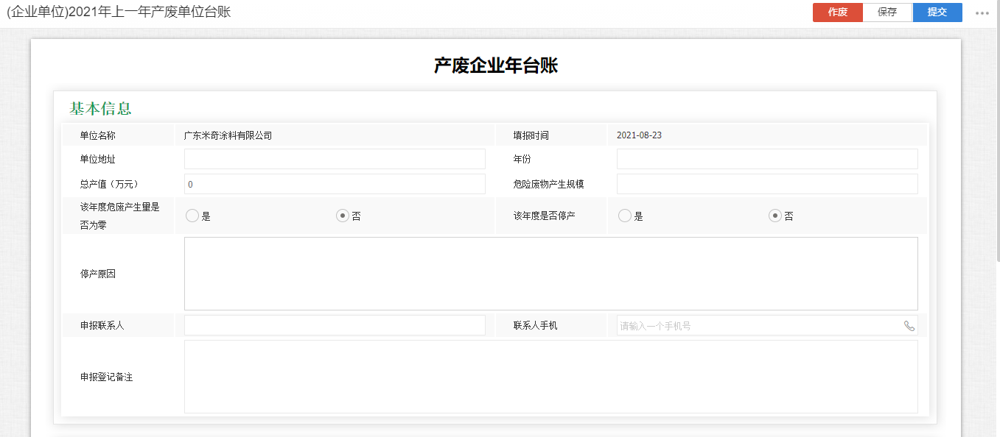 (企业单位)2021年上一年产废单位台账
作废
保存
提交
产废企业年台账
基本信息
单位名称
广东米奇涂料有限公司
填报时间
2021-08-23
单位地址
年份
总产值（万元）
0
危险废物产生规模
该年度危废产生量是
否为零
是
否
该年度是否停产
是
否
停产原因
申报联系人
联系人手机
请输入一个手机号
申报登记备注